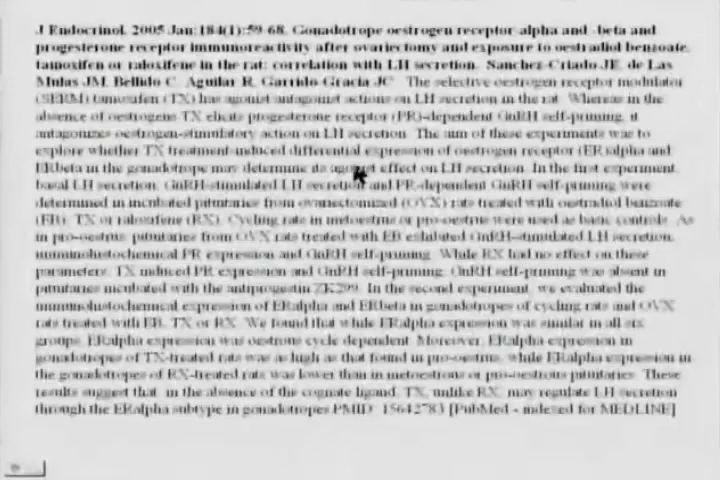 J Endocrinol. 2005 Jan;184(1):59-68. Gonadotrope oestrogen receptor-alpha and -beta and
progesterone receptor immunoreactivity after ovariectomy and exposure to oestradiol benzoate,
tamoxifen or raloxifene in the rat: correlation with LH secretion. Sanchez-Criado JE, de Las
Mulas JM, Bellido C, Aguilar R, Garrido-Gracia JC. The selective oestrogen receptor modulator
(SERM) tamoxifen (TX) has agonist/antagonist actions on LH secretion in the rat. Whereas in the
absence of oestrogens TX elicits progesterone receptor (PR)-dependent GnRH self-priming, it
antagonizes oestrogen-stimulatory action on LH secretion. The aim of these experiments was to
explore whether TX treatment-induced differential expression of oestrogen receptor (ER)alpha and
ERbeta in the gonadotrope may determine its agonist effect on LH secretion. In the first experiment,
basal LH secretion, GnRH-stimulated LH secretion and PR-dependent GnRH self-priming were
determined in incubated pituitaries from ovariectomized (OVX) rats treated with oestradiol benzoate
(EB), TX or raloxifene (RX). Cycling rats in metoestrus or pro-oestrus were used as basic controls. As
in pro-oestrus, pituitaries from OVX rats treated with EB exhibited GnRH-stimulated LH secretion,
immunohistochemical PR expression and GnRH self-priming. While RX had no effect on these
parameters, TX induced PR expression and GnRH self-priming. GnRH self-priming was absent in
pituitaries incubated with the antiprogestin ZK299. In the second experiment, we evaluated the
immunohistochemical expression of ERalpha and ERbeta in gonadotropes of cycling rats and OVX
rats treated with EB, TX or RX. We found that while ERalpha expression was similar in all six
groups, ERalpha expression was oestrous cycle dependent. Moreover, ERalpha expression in
gonadotropes of TX-treated rats was as high as that found in pro-oestrus, while ERalpha expression in
the gonadotropes of RX-treated rats was lower than in metoestrous or pro-oestrous pituitaries. These
results suggest that, in the absence of the cognate ligand, TX, unlike RX, may regulate LH secretion
through the ERalpha subtype in gonadotropes.PMID: 15642783 [PubMed - indexed for MEDLINE]